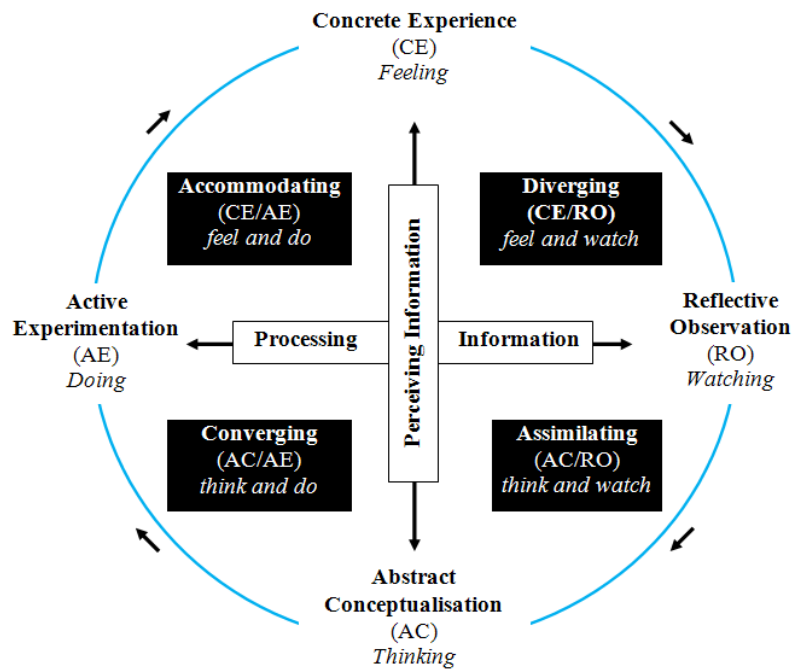 Concrete Experience
(CE)
Feeling
Accommodating
(CE/AE)
feel and do
Diverging
(CE/RO)
feel and watch
Active
Experimentation
(AE)
Doing
Processing
Perceiving Information
Information
Reflective
Observation
(RO)
Watching
Converging
(AC/AE)
think and do
Assimilating
(AC/RO)
think and watch
Abstract
Conceptualisation
(AC)
Thinking